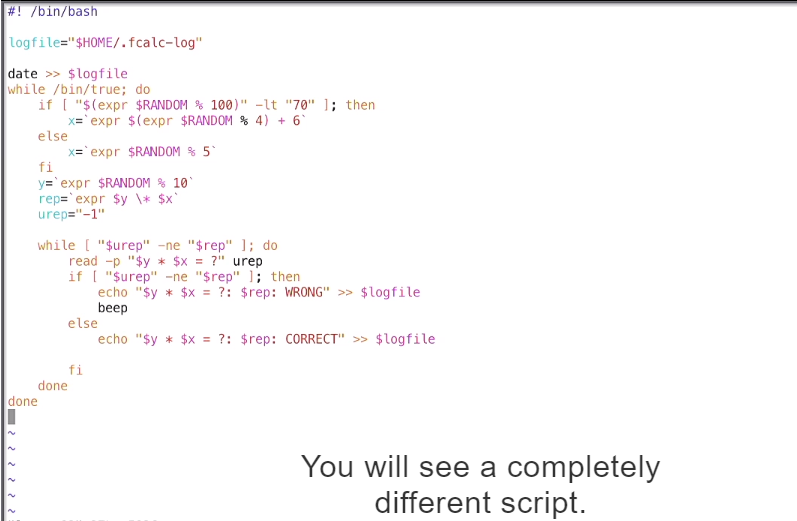 #! /bin/bash
logfile="$HOME/.fcalc-log"
date >> $logfile
while /bin/true; do
if [ "$(expr $RANDOM % 100)" -lt "70" ]; then
x=`expr $(expr $RANDOM % 4) + 6`
else
x=`expr $RANDOM % 5`
fi
y=`expr $RANDOM % 10`
rep=`expr $y \* $x`
urep="-1"
while [ "$urep" -ne "$rep" ]; do
read -p "$y * $x = ?" urep
if [ "$urep" -ne "$rep" ]; then
echo "$y * $x = ?: $rep: WRONG" >> $logfile
beep
else
echo "$y * $x = ?: $rep: CORRECT" >> $logfile
fi
done
done
~
~
~
~
~
~
You will see a completely
different script.